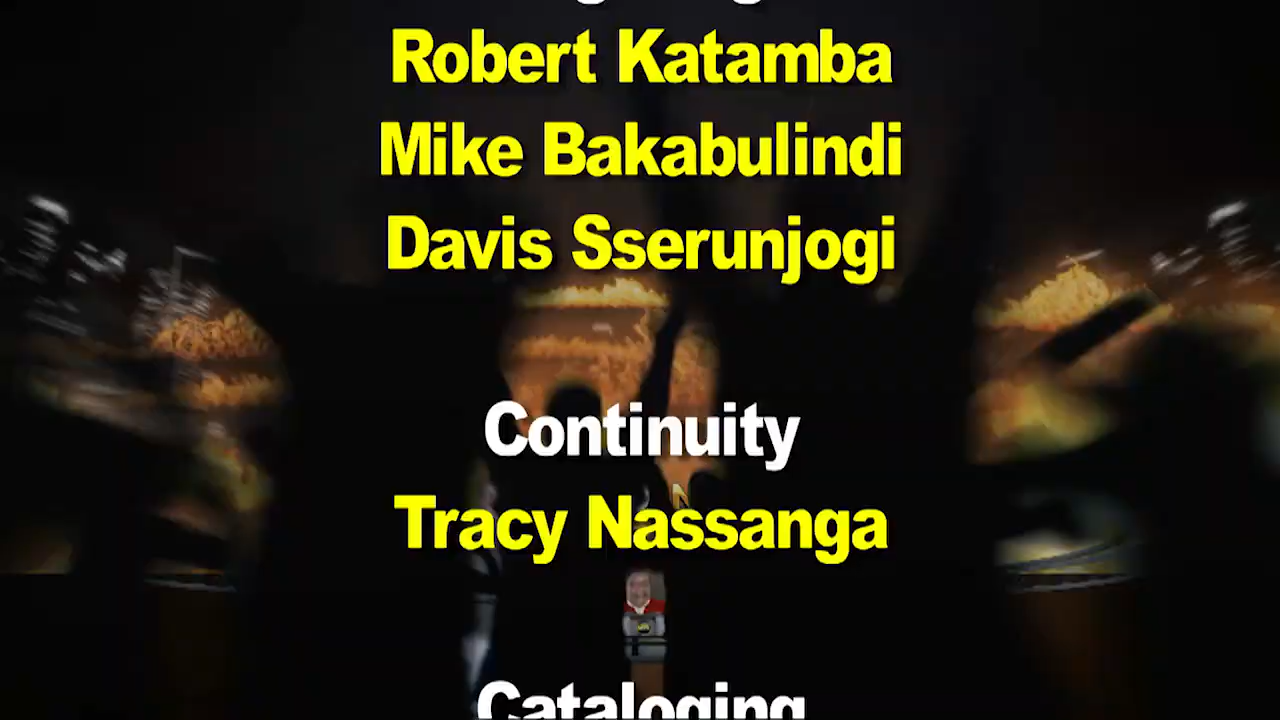 Robert Katamba
Mike Bakabulindi
Davis Sserunjogi
Continuity
Tracy Nassanga
Cataloging